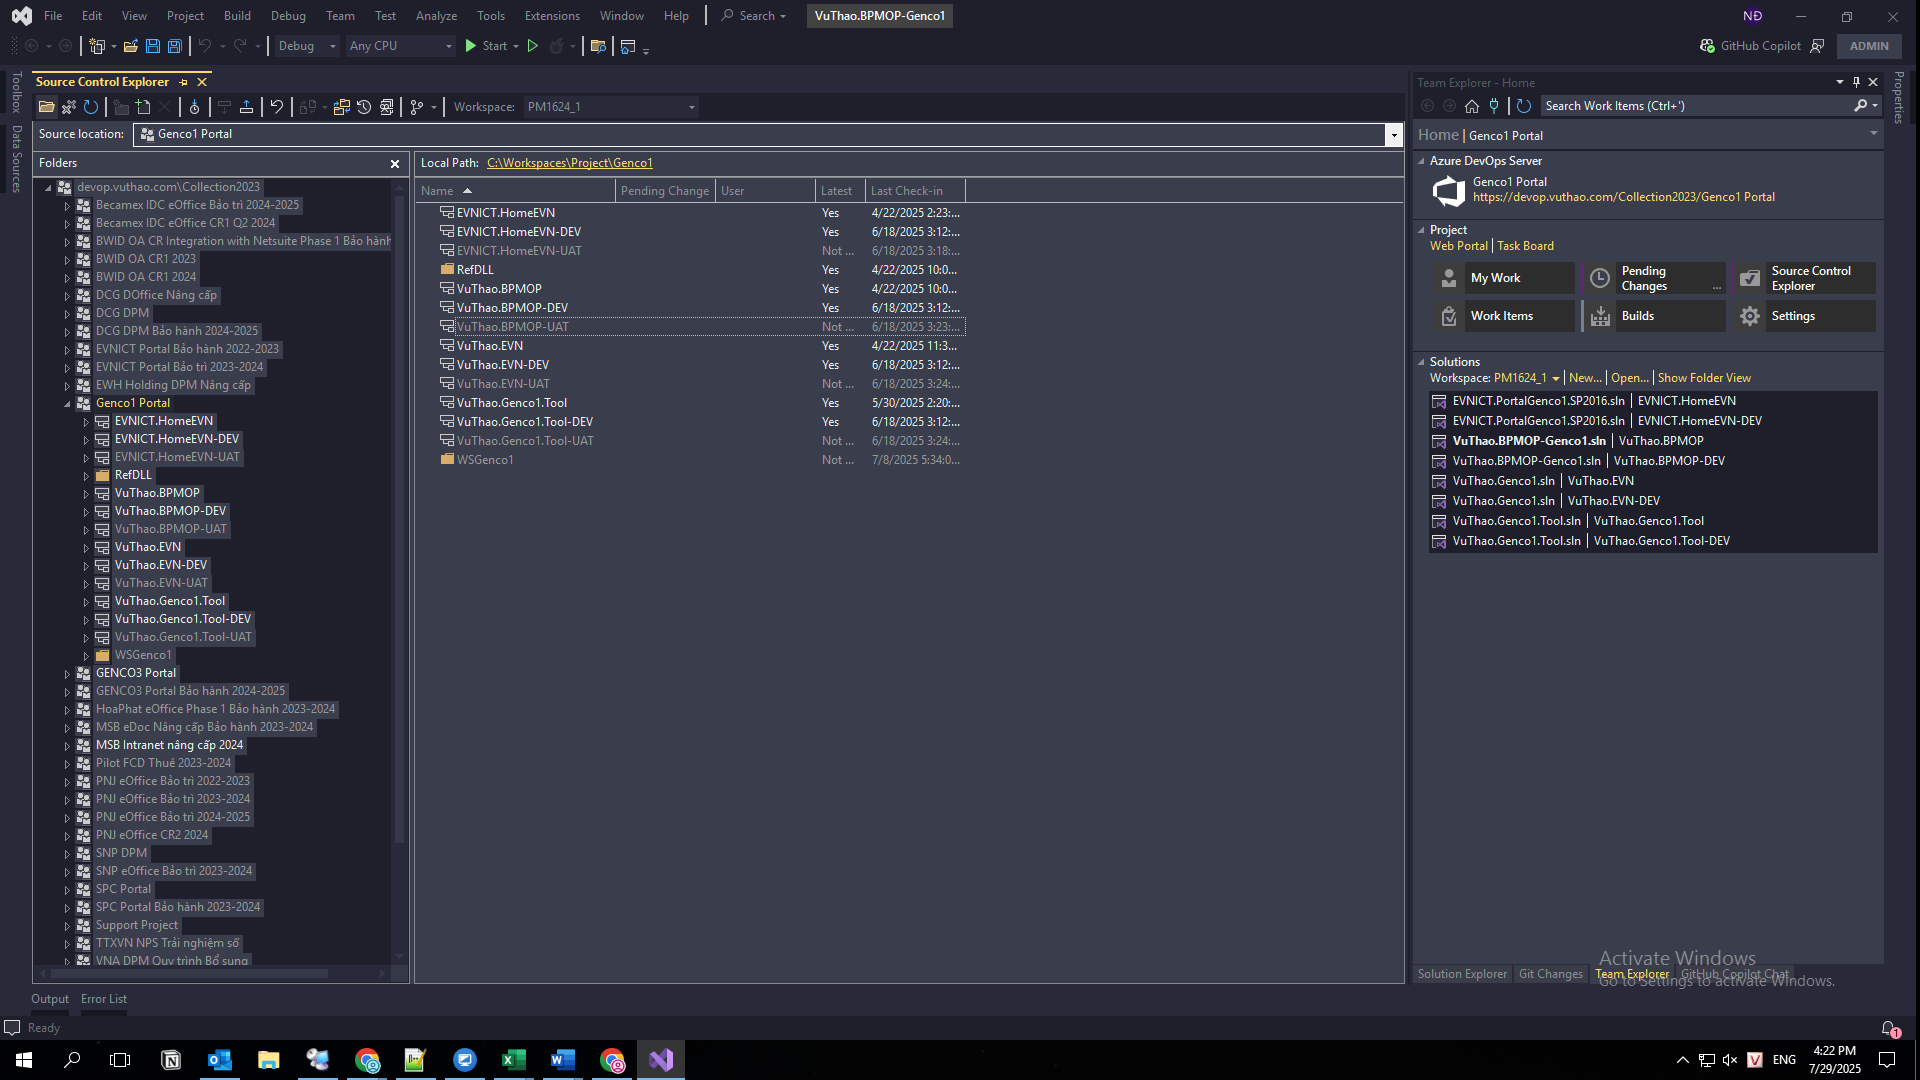 File Edit View Project Build Debug Team Test Analyze Tools Extensions Window Help Search VuThao.BPMOP-Genco1 NĐ
Debug Any CPU Start GitHub Copilot ADMIN
Toolbox
Data Sources
Source Control Explorer
Workspace: PM1624_1
Source location: Genco1 Portal
Folders
devop.vuthao.com\Collection2023
Becamex IDC eOffice Bảo trì 2024-2025
Becamex IDC eOffice CR1 Q2 2024
BWID OA CR Integration with Netsuite Phase 1 Bảo hành
BWID OA CR1 2023
BWID OA CR1 2024
DCG DOffice Nâng cấp
DCG DPM
DCG DPM Bảo hành 2024-2025
EVNICT Portal Bảo hành 2022-2023
EVNICT Portal Bảo trì 2023-2024
EWH Holding DPM Nâng cấp
Genco1 Portal
EVNICT.HomeEVN
EVNICT.HomeEVN-DEV
EVNICT.HomeEVN-UAT
RefDLL
VuThao.BPMOP
VuThao.BPMOP-DEV
VuThao.BPMOP-UAT
VuThao.EVN
VuThao.EVN-DEV
VuThao.EVN-UAT
VuThao.Genco1.Tool
VuThao.Genco1.Tool-DEV
VuThao.Genco1.Tool-UAT
WSGenco1
GENCO3 Portal
GENCO3 Portal Bảo hành 2024-2025
HoaPhat eOffice Phase 1 Bảo hành 2023-2024
MSB eDoc Nâng cấp Bảo hành 2023-2024
MSB Intranet nâng cấp 2024
Pilot FCD Thuế 2023-2024
PNJ eOffice Bảo trì 2022-2023
PNJ eOffice Bảo trì 2023-2024
PNJ eOffice Bảo trì 2024-2025
PNJ eOffice CR2 2024
SNP DPM
SNP eOffice Bảo trì 2023-2024
SPC Portal
SPC Portal Bảo hành 2023-2024
Support Project
TTXVN NPS Trải nghiệm số
VNA DPM Quy trình Bổ sung
Local Path: C:\Workspaces\Project\Genco1
Name Pending Change User Latest Last Check-in
EVNICT.HomeEVN Yes 4/22/2025 2:23:...
EVNICT.HomeEVN-DEV Yes 6/18/2025 3:12:...
EVNICT.HomeEVN-UAT Not ... 6/18/2025 3:18:...
RefDLL Yes 4/22/2025 10:0...
VuThao.BPMOP Yes 4/22/2025 10:0...
VuThao.BPMOP-DEV Yes 6/18/2025 3:12:...
VuThao.BPMOP-UAT Not ... 6/18/2025 3:23:...
VuThao.EVN Yes 4/22/2025 11:3...
VuThao.EVN-DEV Yes 6/18/2025 3:12:...
VuThao.EVN-UAT Not ... 6/18/2025 3:24:...
VuThao.Genco1.Tool Yes 5/30/2025 2:20:...
VuThao.Genco1.Tool-DEV Yes 6/18/2025 3:12:...
VuThao.Genco1.Tool-UAT Not ... 6/18/2025 3:24:...
WSGenco1 Not ... 7/8/2025 5:34:0...
Team Explorer - Home
Search Work Items (Ctrl+')
Home | Genco1 Portal
Azure DevOps Server
Genco1 Portal
https://devop.vuthao.com/Collection2023/Genco1 Portal
Project
Web Portal | Task Board
My Work
Pending Changes ...
Source Control Explorer
Work Items
Builds
Settings
Solutions
Workspace: PM1624_1 | New... | Open... | Show Folder View
EVNICT.PortalGenco1.SP2016.sln | EVNICT.HomeEVN
EVNICT.PortalGenco1.SP2016.sln | EVNICT.HomeEVN-DEV
VuThao.BPMOP-Genco1.sln | VuThao.BPMOP
VuThao.BPMOP-Genco1.sln | VuThao.BPMOP-DEV
VuThao.Genco1.sln | VuThao.EVN
VuThao.Genco1.sln | VuThao.EVN-DEV
VuThao.Genco1.Tool.sln | VuThao.Genco1.Tool
VuThao.Genco1.Tool.sln | VuThao.Genco1.Tool-DEV
Properties
Activate Windows
Go to Settings to activate Windows.
Solution Explorer Git Changes Team Explorer GitHub Copilot Chat
Output Error List
Ready
1
ENG
4:22 PM
7/29/2025